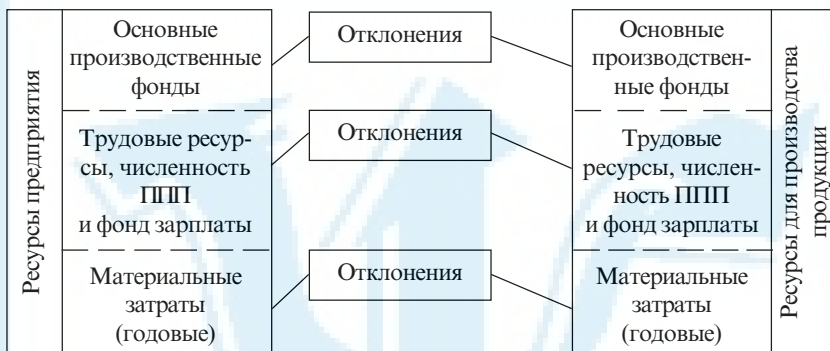 Ресурсы предприятия
Основные
производственные
фонды
Трудовые ресур-
сы, численность
ППП
и фонд зарплаты
Материальные
затраты
(годовые)
Отклонения
Отклонения
Отклонения
Основные
производствен-
ные фонды
Трудовые
ресурсы, числен-
ность ППП
и фонд зарплаты
Материальные
затраты
(годовые)
Ресурсы для производства
продукции